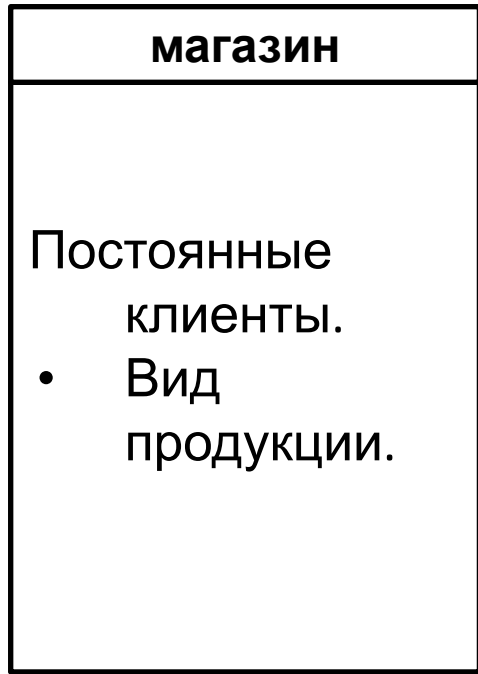 магазин
Постоянные
клиенты.
• Вид
продукции.